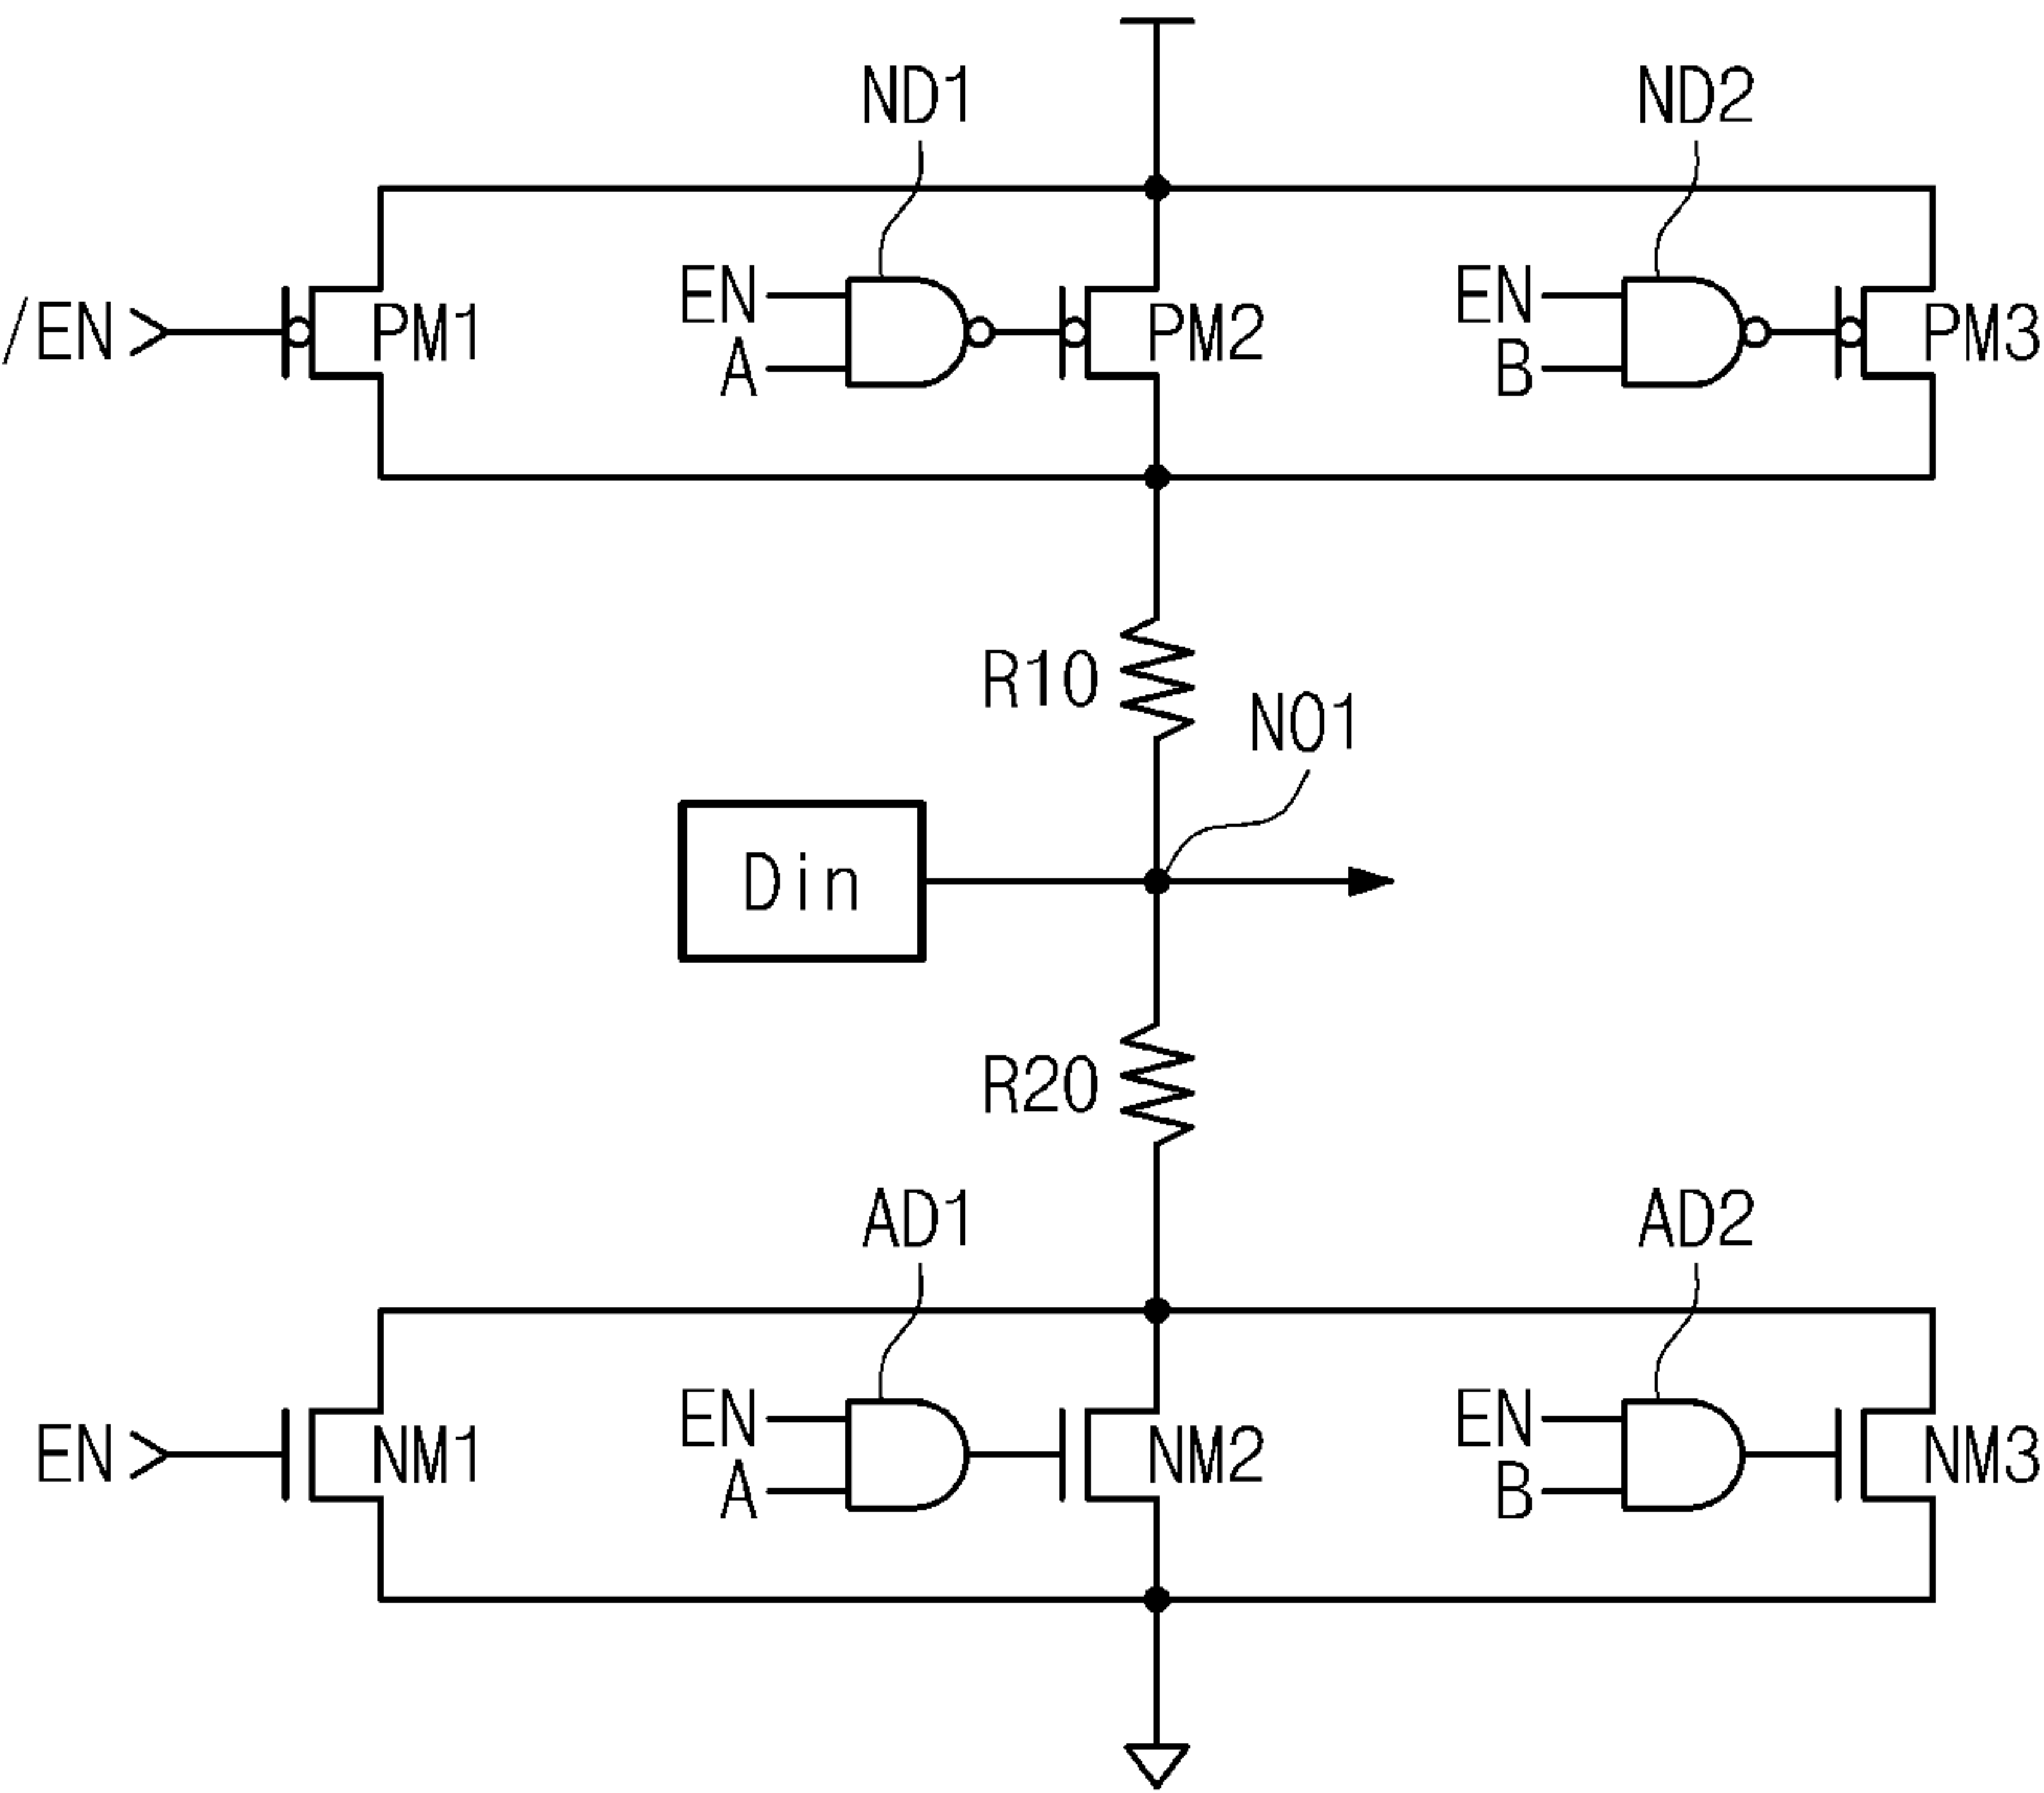 ND1
ND2
/EN
PM1
EN
A
PM2
EN
B
PM3
R10
NO1
Din
R20
AD1
AD2
EN
NM1
EN
A
NM2
EN
B
NM3